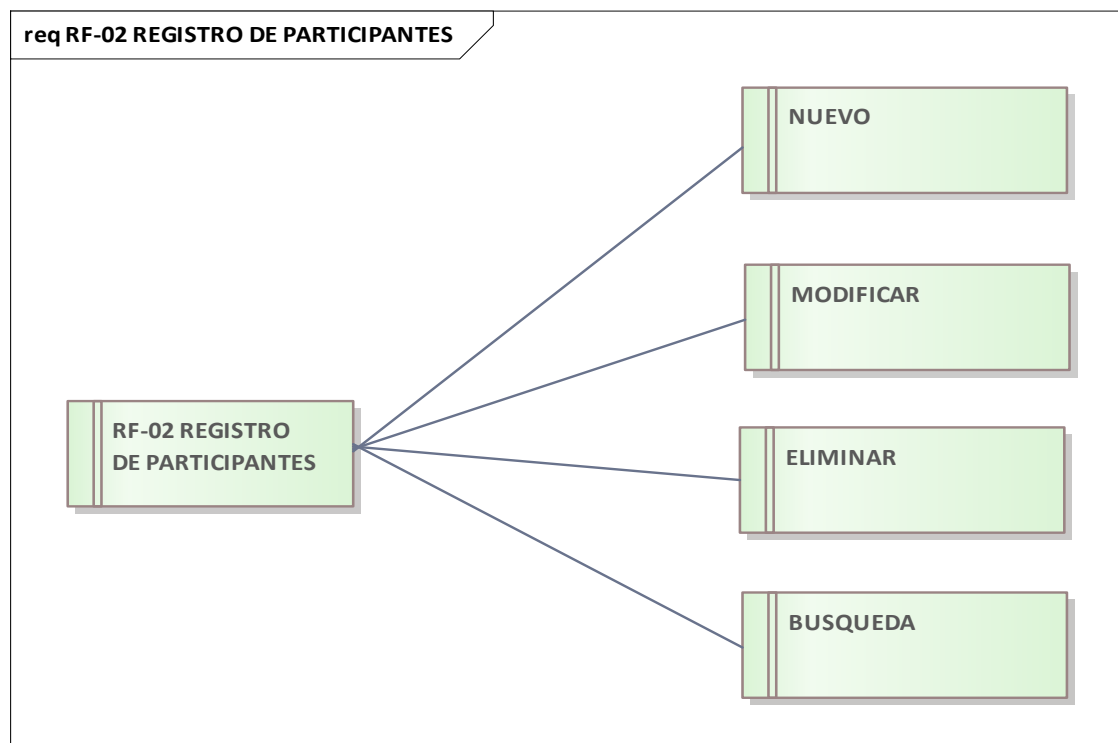 req RF-02 REGISTRO DE PARTICIPANTES
NUEVO
MODIFICAR
RF-02 REGISTRO
DE PARTICIPANTES
ELIMINAR
BUSQUEDA